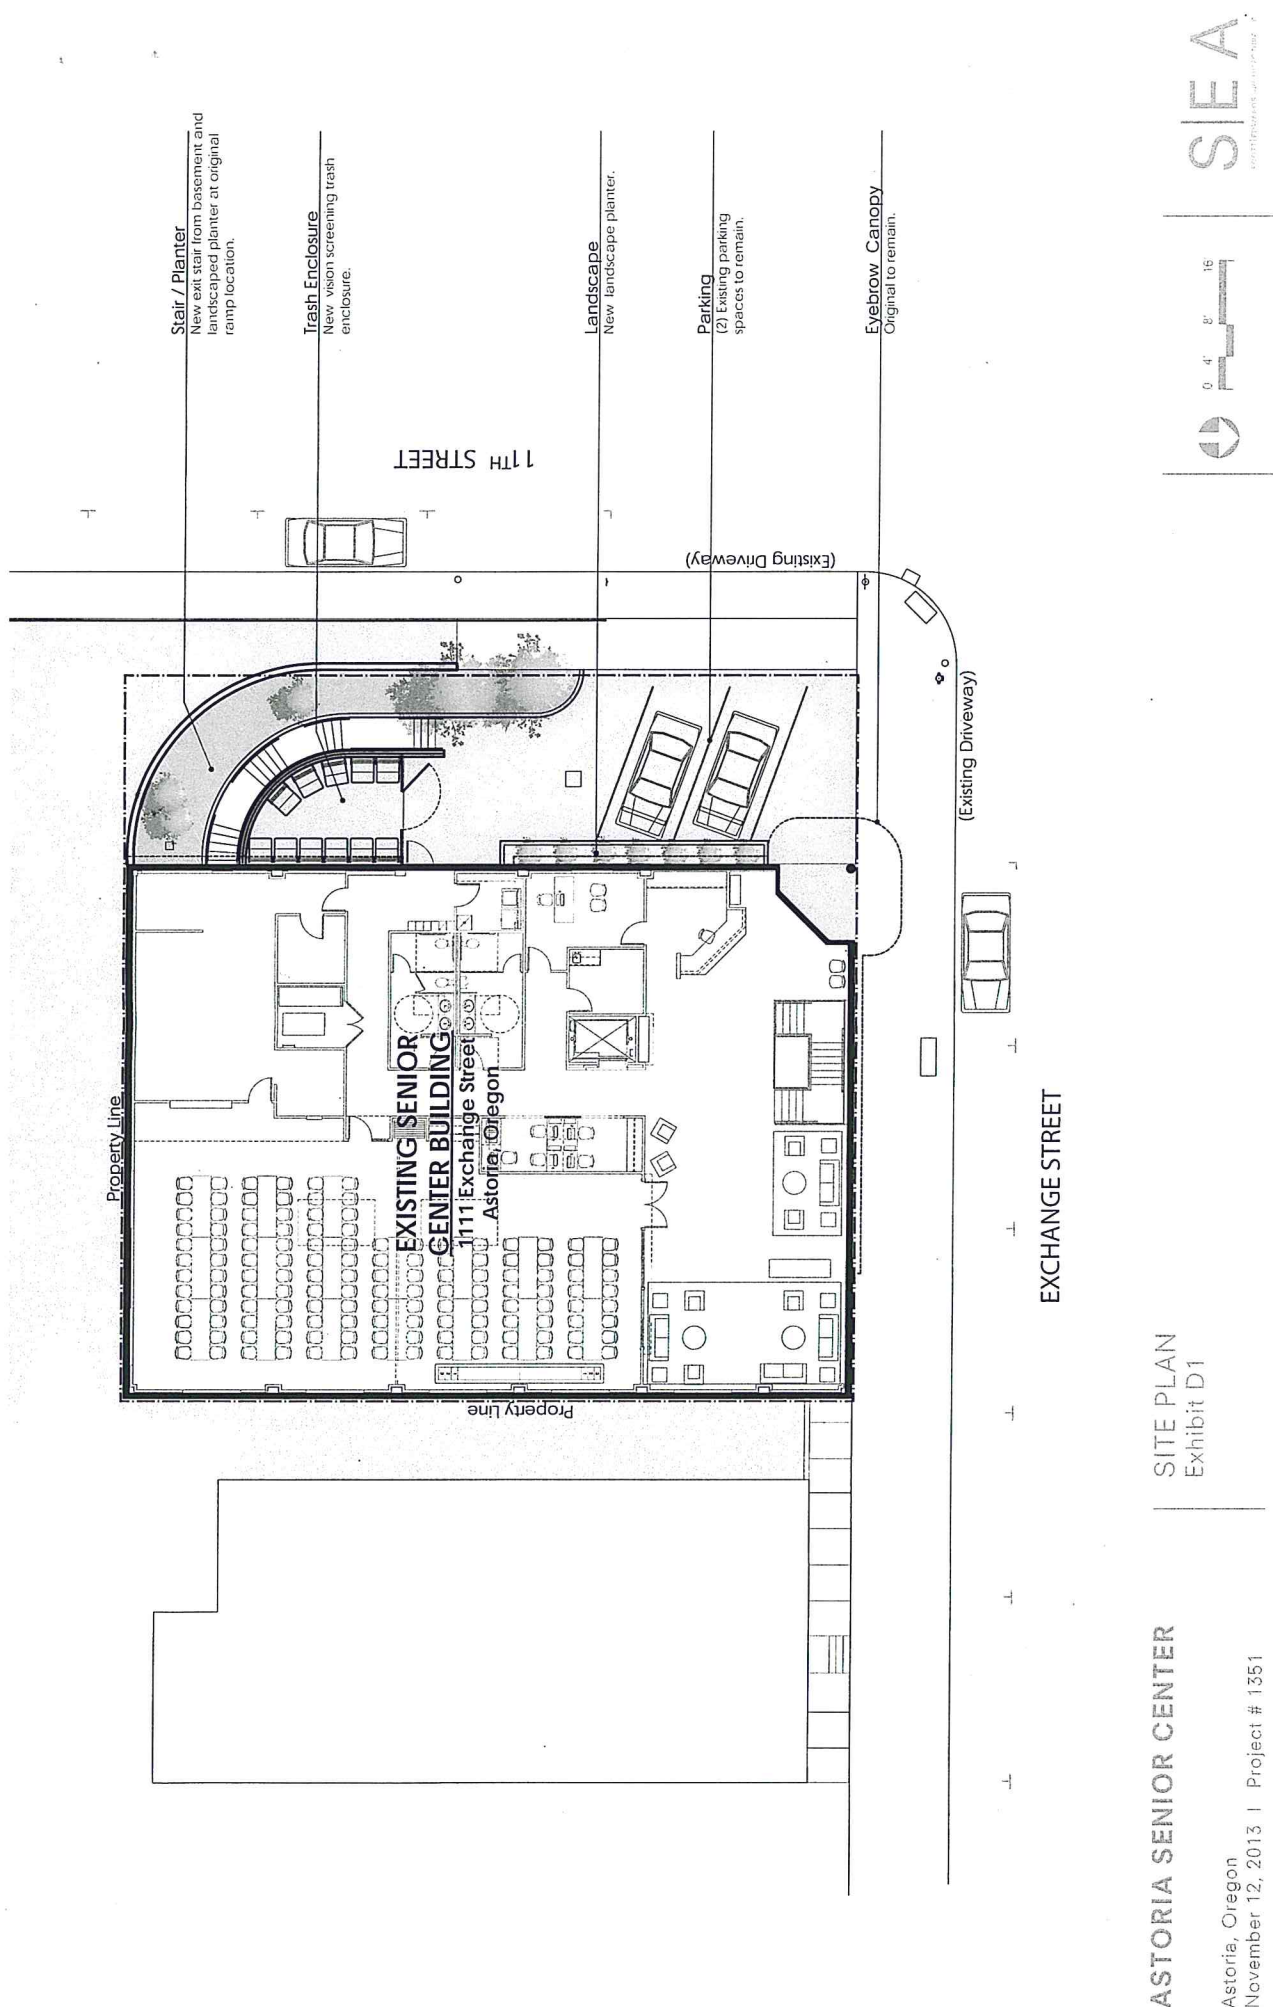 Stair / Planter
New exit stair from basement and
landscaped planter at original
ramp location.
Trash Enclosure
New vision screening trash
enclosure.
Landscape
New landscape planter.
Parking
(2) Existing parking
spaces to remain.
Eyebrow Canopy
Original to remain.
11TH STREET
(Existing Driveway)
(Existing Driveway)
Property Line
EXISTING SENIOR
CENTER BUILDING
1111 Exchange Street
Astoria, Oregon
Property Line
EXCHANGE STREET
ASTORIA SENIOR CENTER
Astoria, Oregon
November 12, 2013 | Project # 1351
SITE PLAN
Exhibit D1
0 4' 8' 16'
S|E|A